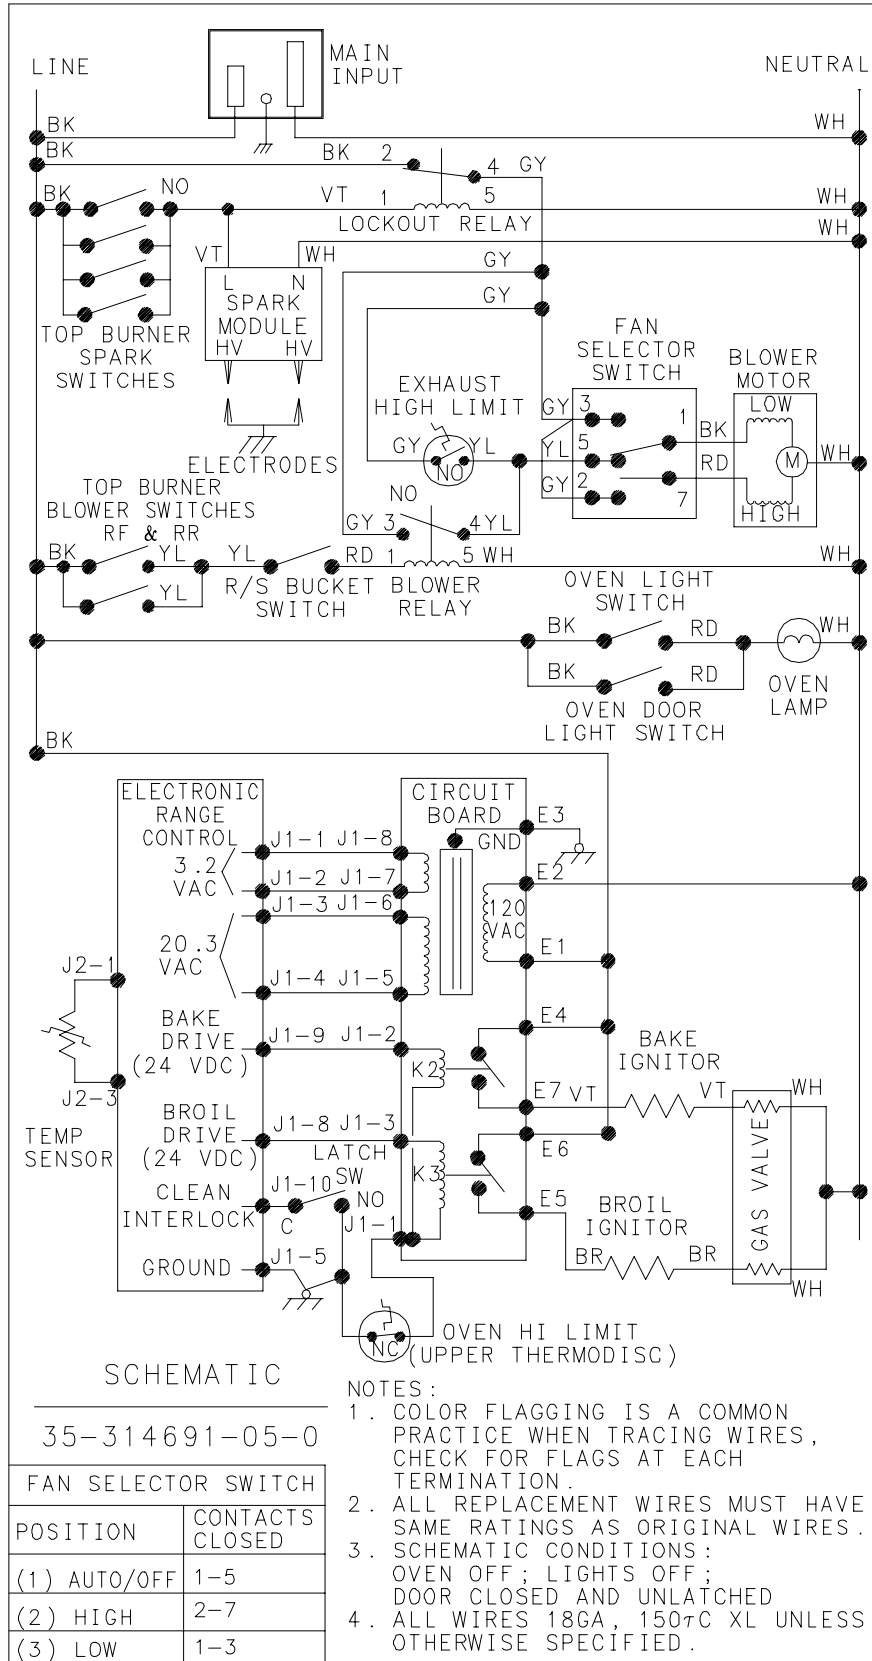 MAIN
INPUT
LINE
NEUTRAL
BK
WH
BK
BK 2
4 GY
BK
NO
VT 1
5
WH
LOCKOUT RELAY
WH
VT
WH
GY
L N
SPARK
MODULE
HV HV
GY
TOP BURNER
SPARK
SWITCHES
FAN
SELECTOR
SWITCH
BLOWER
MOTOR
LOW
EXHAUST
HIGH LIMIT
GY 3
1
BK
GY
YL
YL 5
M
WH
NO
RD
ELECTRODES
GY 2
7
HIGH
TOP BURNER
BLOWER SWITCHES
RF & RR
NO
GY 3
4 YL
BK
YL
YL
RD 1
5 WH
WH
YL
R/S BUCKET
SWITCH
BLOWER
RELAY
OVEN LIGHT
SWITCH
BK
RD
WH
BK
RD
OVEN
LAMP
OVEN DOOR
LIGHT SWITCH
BK
ELECTRONIC
RANGE
CONTROL
CIRCUIT
BOARD
E3
GND
J1-1 J1-8
3.2
VAC
J1-2 J1-7
E2
J1-3 J1-6
120
VAC
20.3
VAC
E1
J2-1
J1-4 J1-5
BAKE
DRIVE
(24 VDC)
J1-9 J1-2
E4
BAKE
IGNITOR
K2
J2-3
E7 VT
VT
WH
TEMP
SENSOR
BROIL
DRIVE
(24 VDC)
J1-8 J1-3
E6
LATCH
SW
K3
GAS VALVE
CLEAN
INTERLOCK
J1-10
NO
C
J1-1
E5
BROIL
IGNITOR
GROUND
J1-5
BR
BR
WH
NC
OVEN HI LIMIT
(UPPER THERMODISC)
SCHEMATIC
35-314691-05-0
FAN SELECTOR SWITCH
POSITION CONTACTS CLOSED
(1) AUTO/OFF 1-5
(2) HIGH 2-7
(3) LOW 1-3
NOTES:
1. COLOR FLAGGING IS A COMMON
PRACTICE WHEN TRACING WIRES,
CHECK FOR FLAGS AT EACH
TERMINATION.
2. ALL REPLACEMENT WIRES MUST HAVE
SAME RATINGS AS ORIGINAL WIRES.
3. SCHEMATIC CONDITIONS:
OVEN OFF; LIGHTS OFF;
DOOR CLOSED AND UNLATCHED
4. ALL WIRES 18GA, 150τC XL UNLESS
OTHERWISE SPECIFIED.